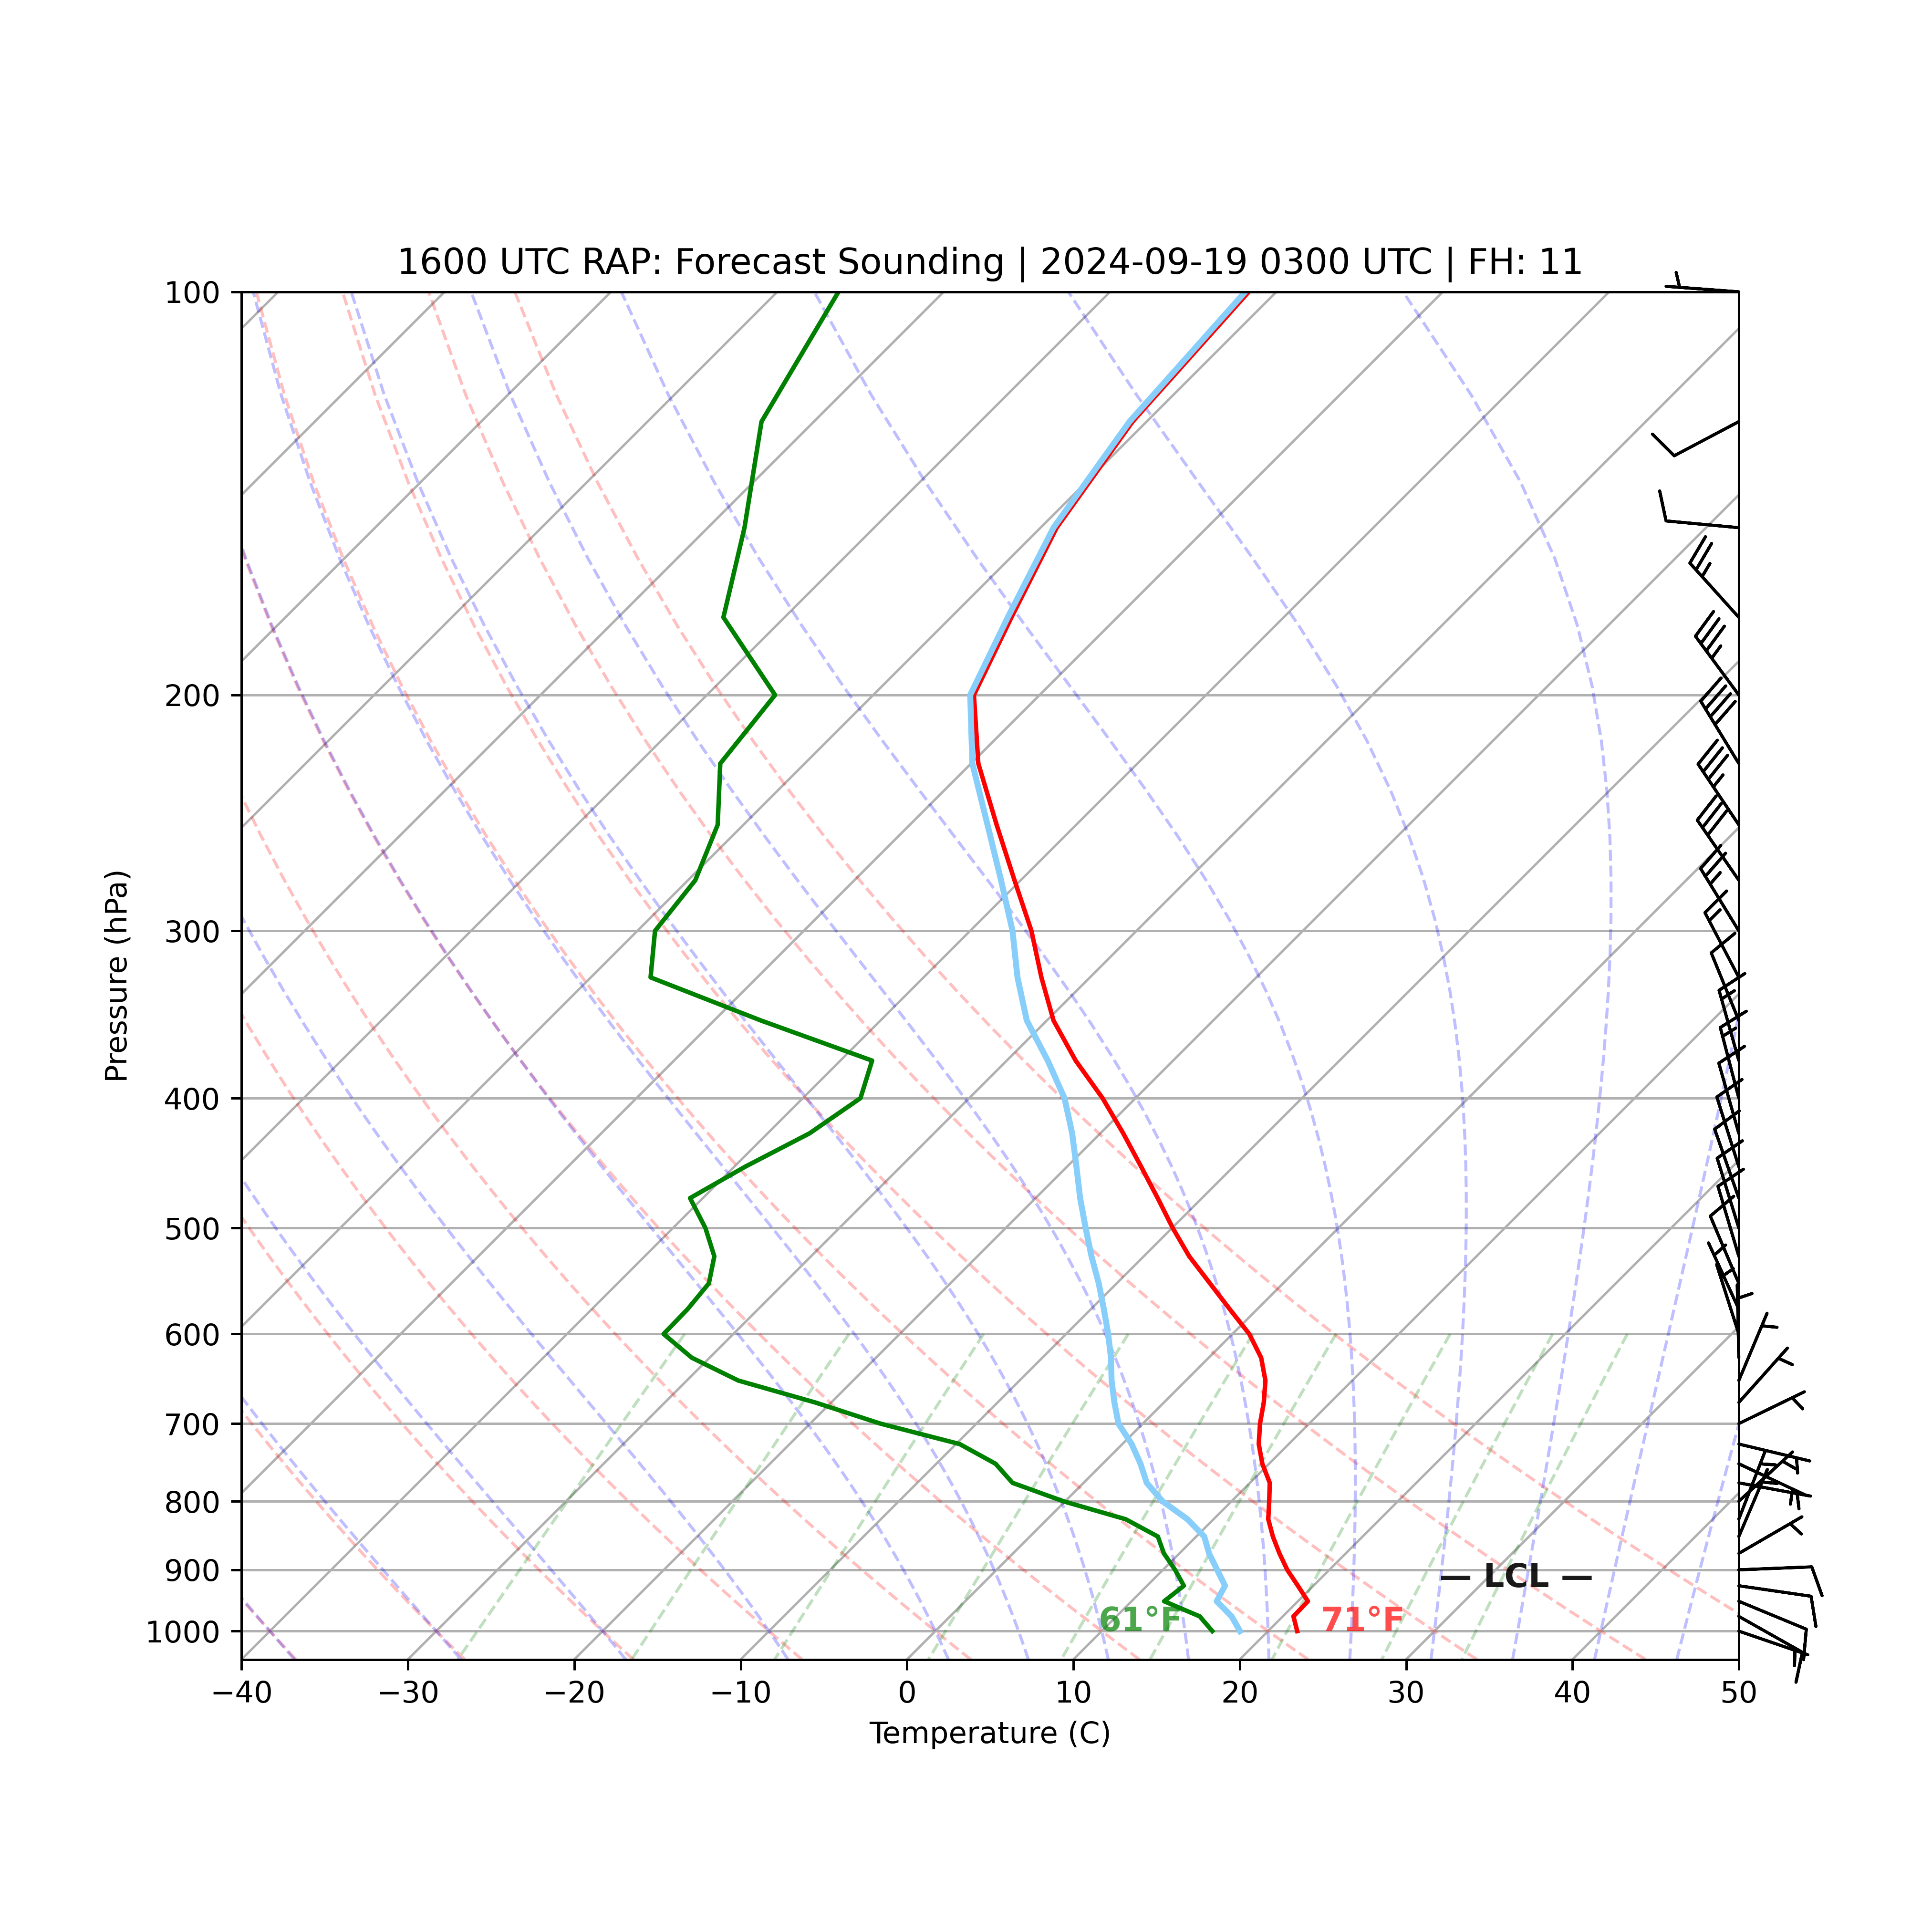 1600 UTC RAP: Forecast Sounding | 2024-09-19 0300 UTC | FH: 11
100
200
300
400
500
600
700
800
900
1000
Pressure (hPa)
— LCL —
61°F 71°F
−40 −30 −20 −10 0 10 20 30 40 50
Temperature (C)